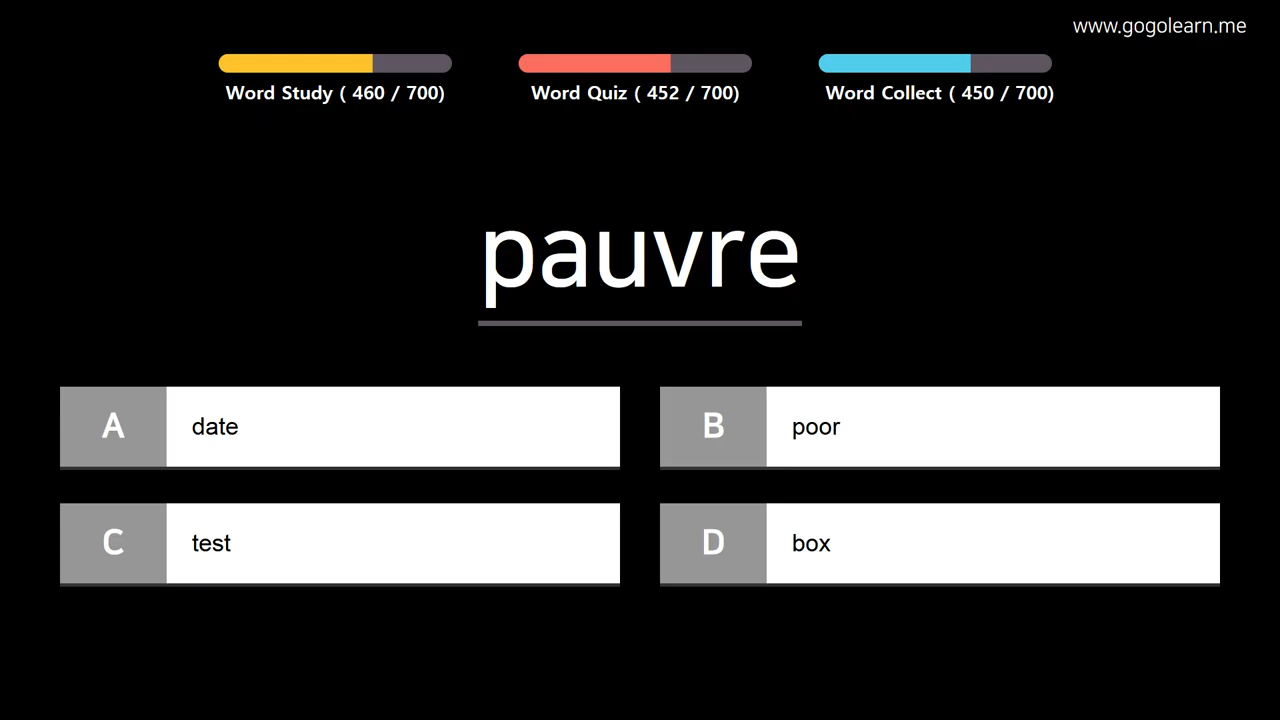 www.gogolearn.me
Word Study ( 460 / 700)
Word Quiz ( 452 / 700)
Word Collect ( 450 / 700)
pauvre
A date
B poor
C test
D box